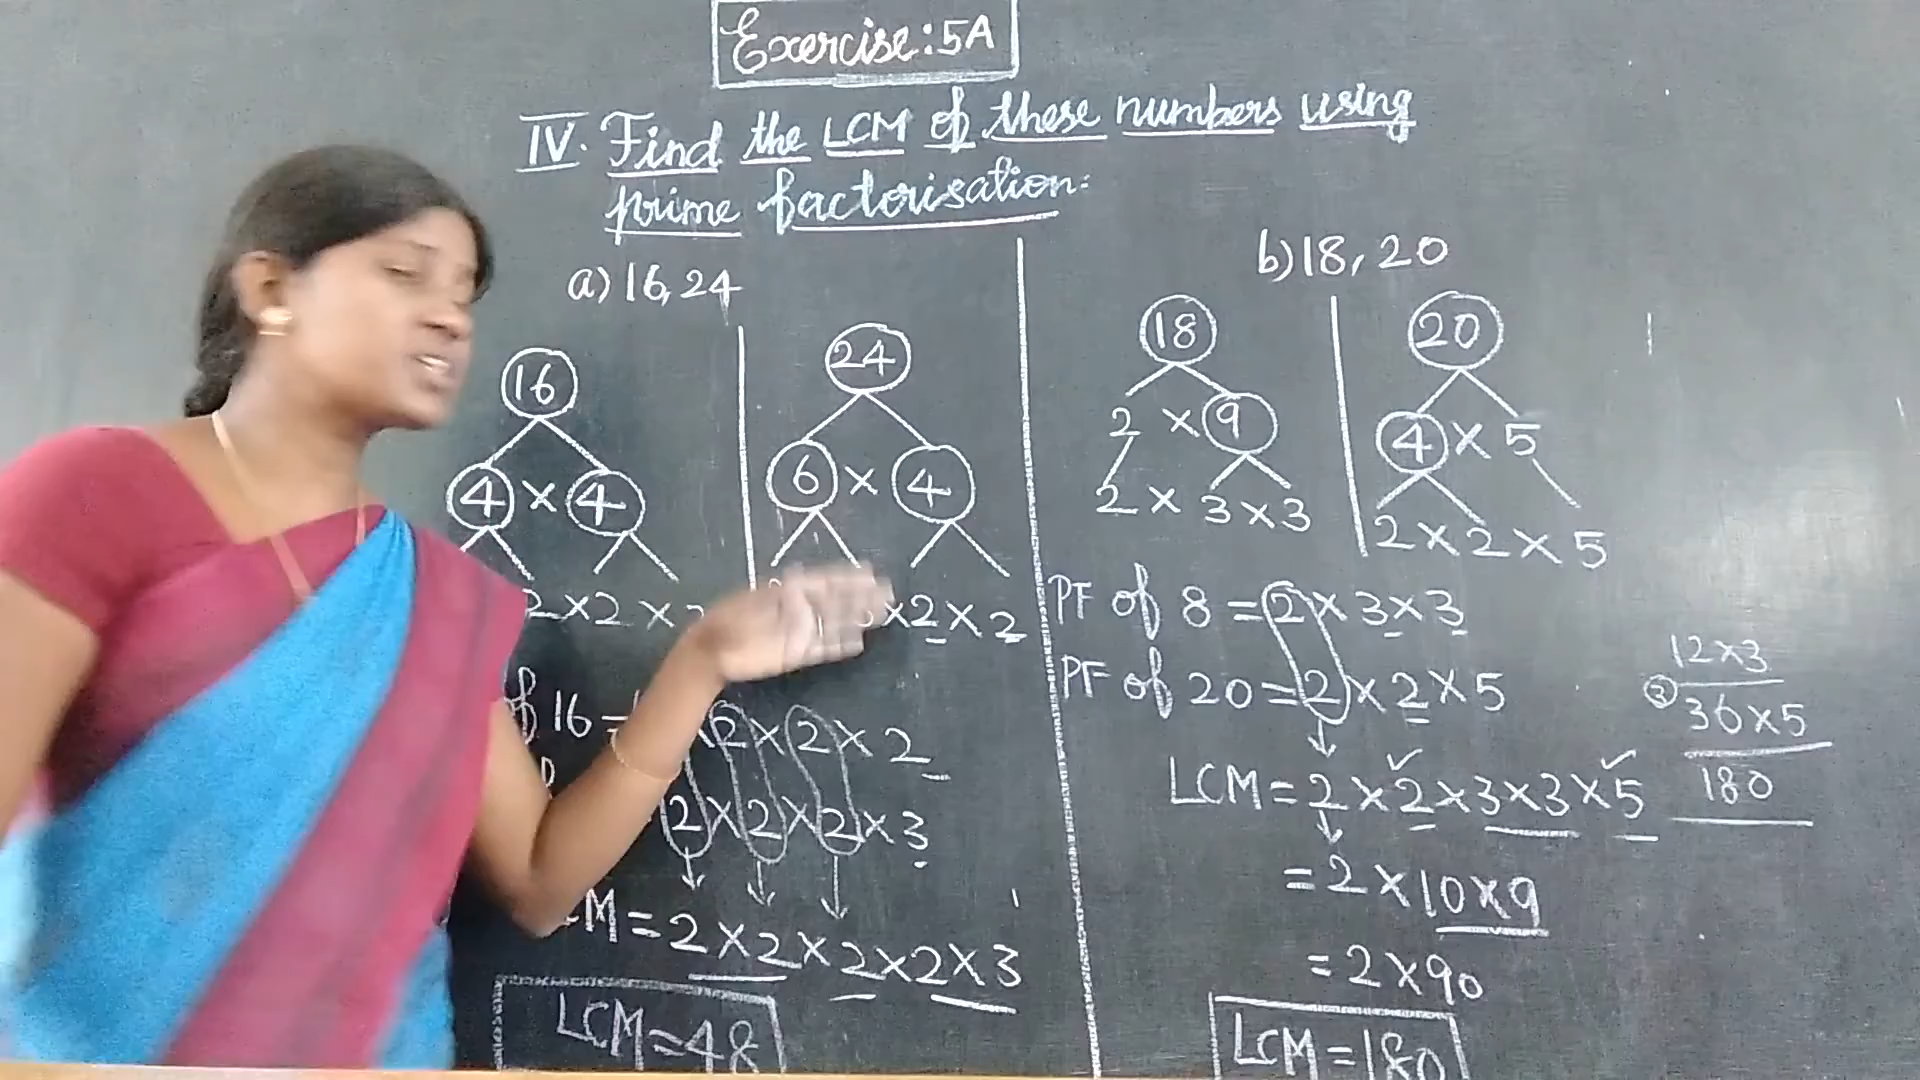 Exercise:5A
IV. Find the LCM of these numbers using
prime factorisation:
a) 16, 24
16
4 × 4
2×2×
24
6 × 4
×2×2
of 16 =
2×2×2
2×2×2×3
=2×2×2×2×3
LCM=48
b) 18, 20
18
2 × 9
2 × 3×3
20
4 × 5
2×2×5
PF of 8 = 2×3×3
PF of 20 = 2×2×5
LCM = 2×2×3×3×5
= 2×10×9
= 2×90
LCM=180
12×3
③
36×5
180